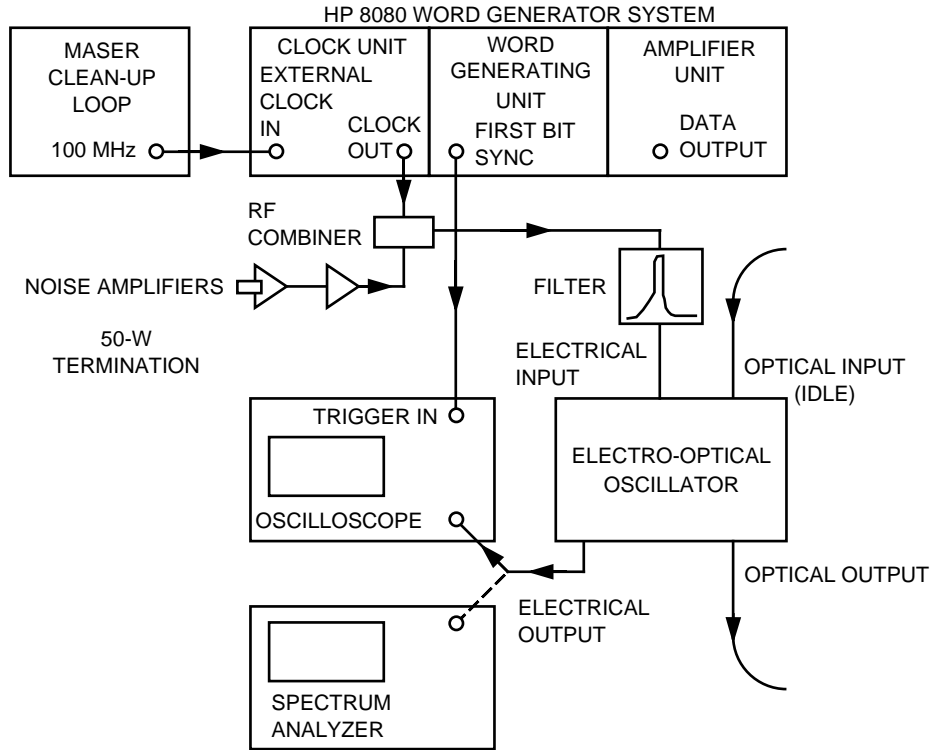 HP 8080 WORD GENERATOR SYSTEM
MASER
CLEAN-UP
LOOP
100 MHz
CLOCK UNIT
EXTERNAL
CLOCK
IN
CLOCK
OUT
WORD
GENERATING
UNIT
FIRST BIT
SYNC
AMPLIFIER
UNIT
DATA
OUTPUT
RF
COMBINER
NOISE AMPLIFIERS
50-W
TERMINATION
FILTER
ELECTRICAL
INPUT
OPTICAL INPUT
(IDLE)
TRIGGER IN
OSCILLOSCOPE
ELECTRO-OPTICAL
OSCILLATOR
OPTICAL OUTPUT
ELECTRICAL
OUTPUT
SPECTRUM
ANALYZER